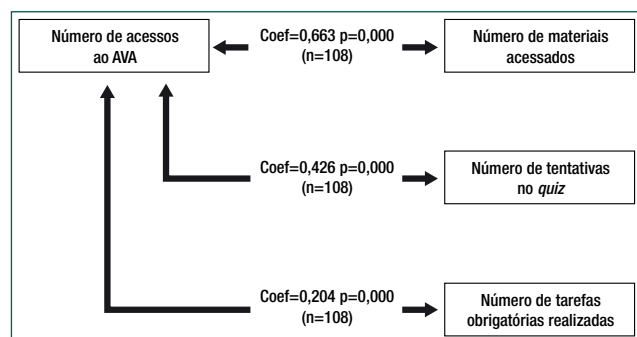 Número de acessos
ao AVA
Coef=0,663 p=0,000
(n=108)
Número de materiais
acessados
Coef=0,426 p=0,000
(n=108)
Número de tentativas
no quiz
Coef=0,204 p=0,000
(n=108)
Número de tarefas
obrigatórias realizadas